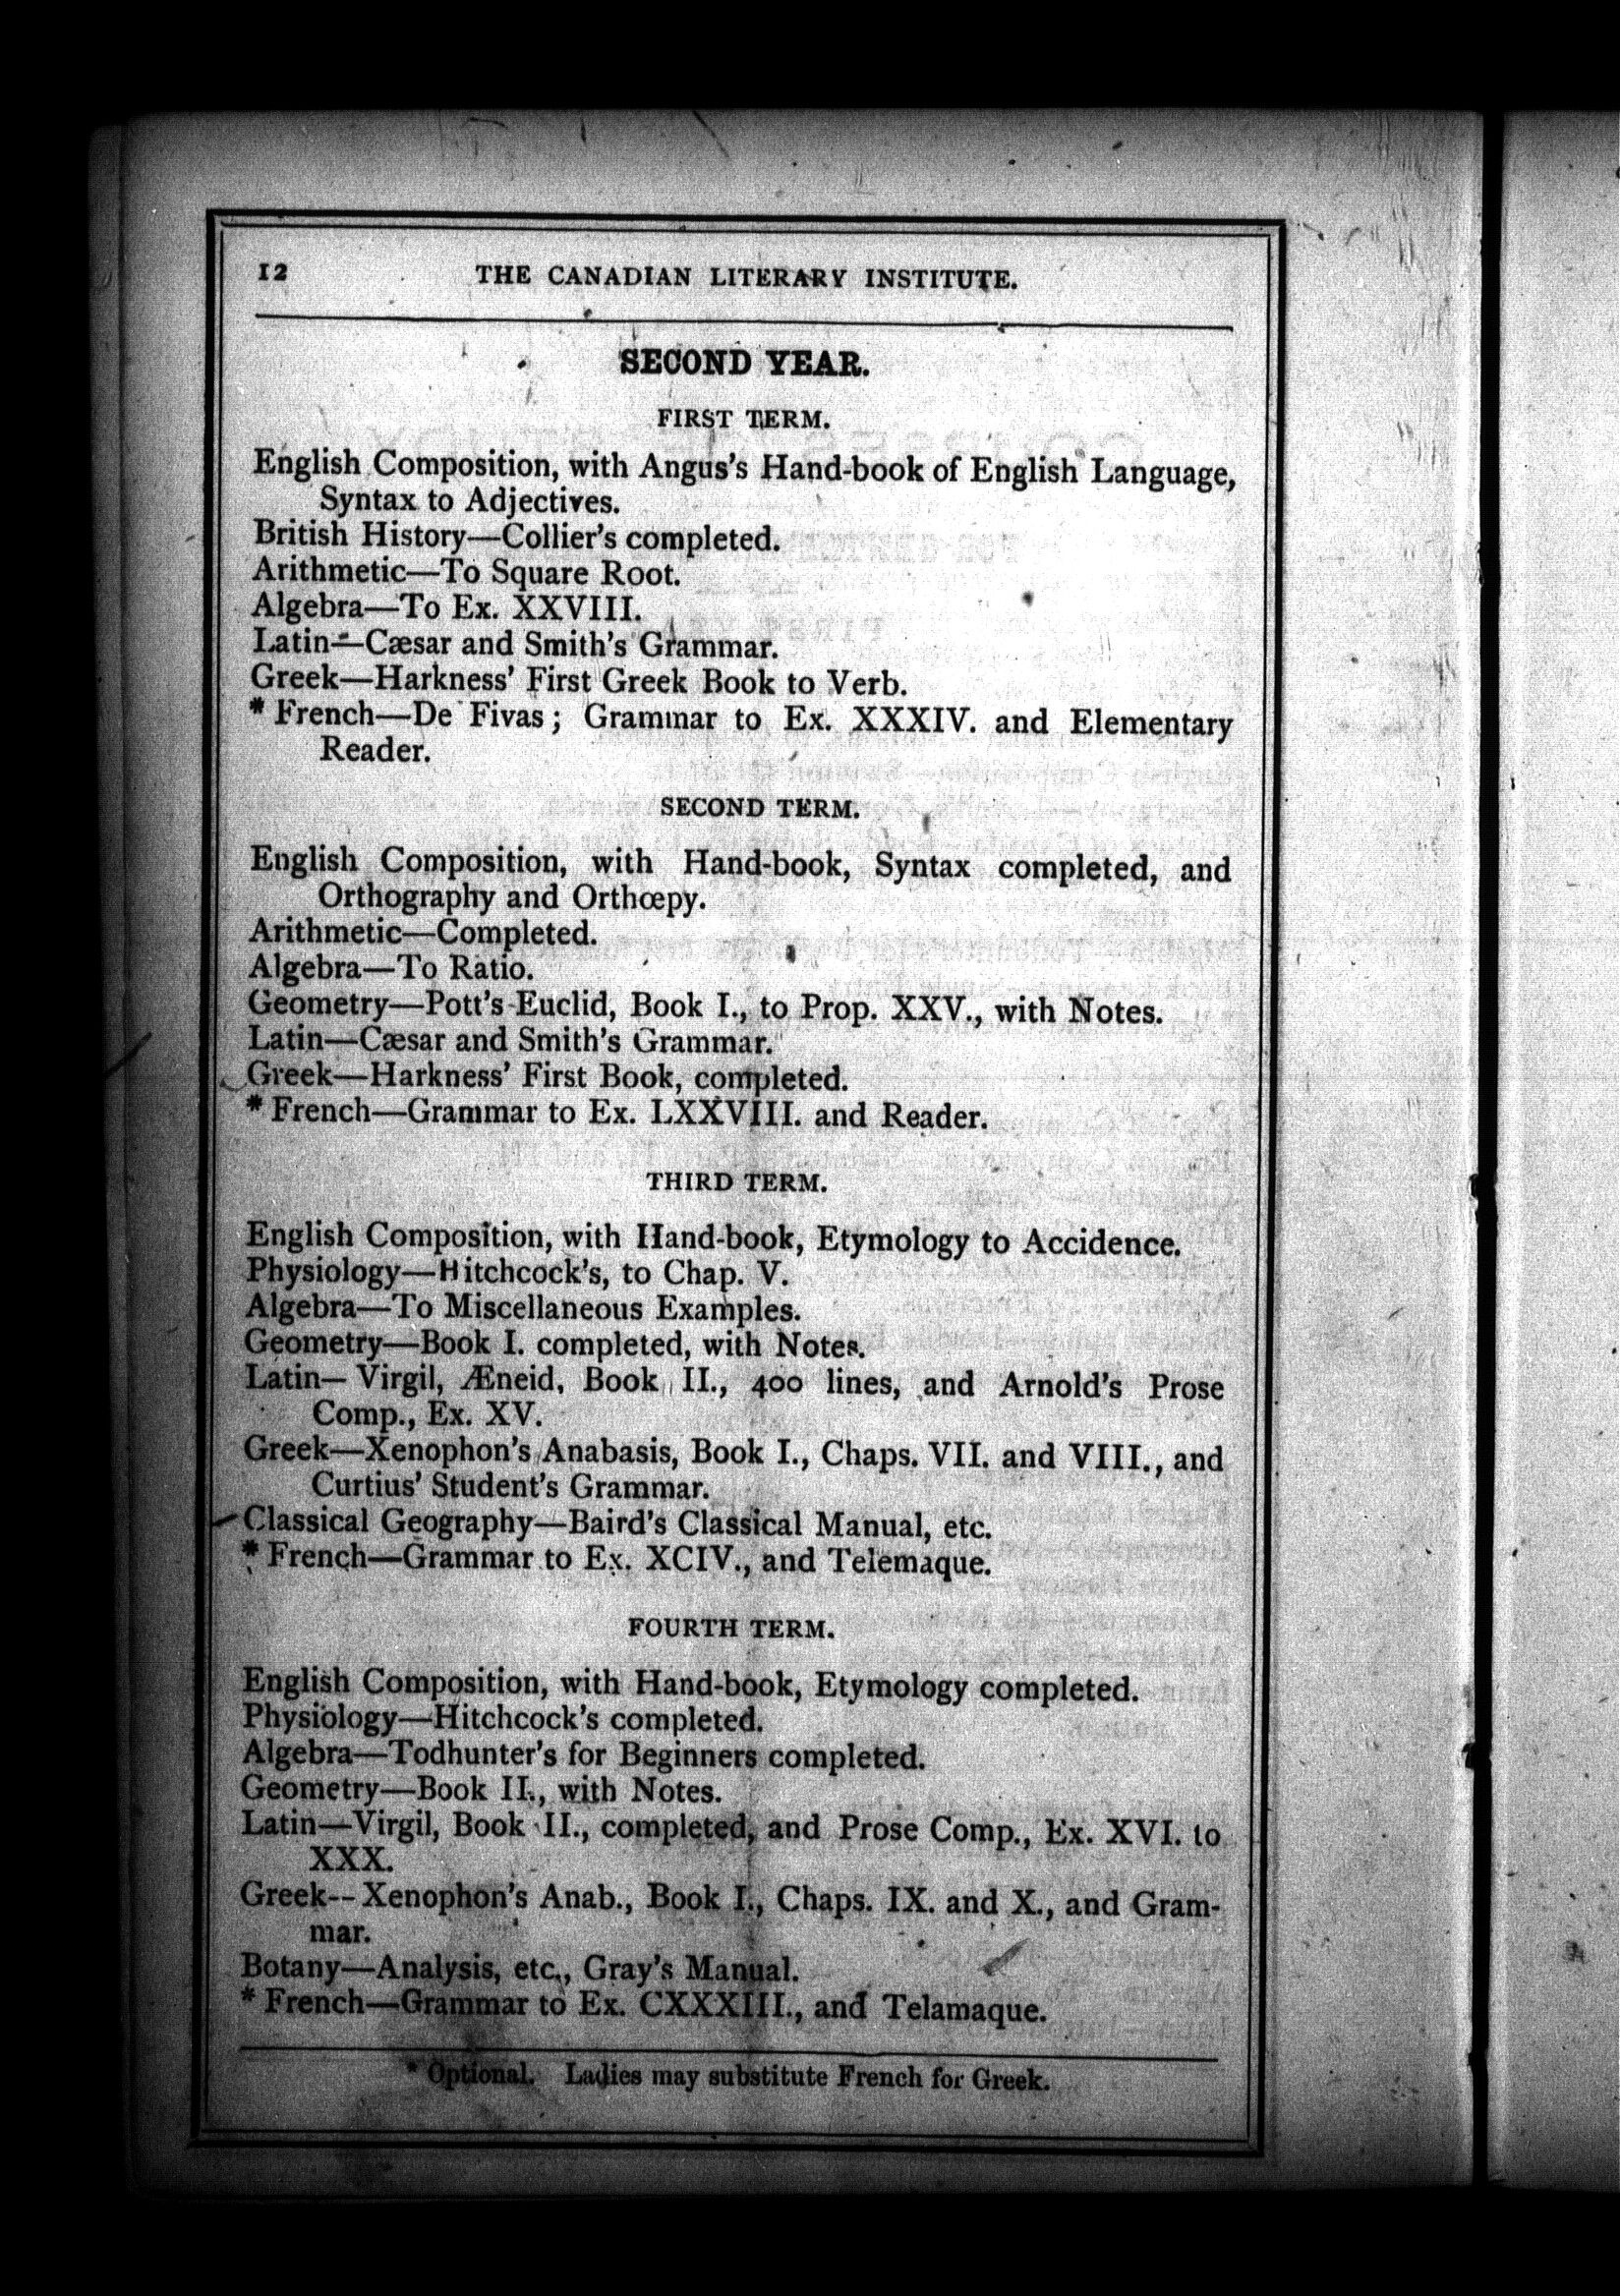 12
THE CANADIAN LITERARY INSTITUTE.
SECOND YEAR.
FIRST TERM.
English Composition, with Angus's Hand-book of English Language,
Syntax to Adjectives.
British History—Collier's completed.
Arithmetic—To Square Root.
Algebra—To Ex. XXVIII.
Latin—Cæsar and Smith's Grammar.
Greek—Harkness' First Greek Book to Verb.
* French—De Fivas; Grammar to Ex. XXXIV. and Elementary
Reader.
SECOND TERM.
English Composition, with Hand-book, Syntax completed, and
Orthography and Orthœpy.
Arithmetic—Completed.
Algebra—To Ratio.
Geometry—Pott's Euclid, Book I., to Prop. XXV., with Notes.
Latin—Cæsar and Smith's Grammar.
Greek—Harkness' First Book, completed.
* French—Grammar to Ex. LXXVIII. and Reader.
THIRD TERM.
English Composition, with Hand-book, Etymology to Accidence.
Physiology—Hitchcock's, to Chap. V.
Algebra—To Miscellaneous Examples.
Geometry—Book I. completed, with Notes.
Latin—Virgil, Æneid, Book II., 400 lines, and Arnold's Prose
Comp., Ex. XV.
Greek—Xenophon's Anabasis, Book I., Chaps. VII. and VIII., and
Curtius' Student's Grammar.
Classical Geography—Baird's Classical Manual, etc.
* French—Grammar to Ex. XCIV., and Telemaque.
FOURTH TERM.
English Composition, with Hand-book, Etymology completed.
Physiology—Hitchcock's completed.
Algebra—Todhunter's for Beginners completed.
Geometry—Book II., with Notes.
Latin—Virgil, Book II., completed, and Prose Comp., Ex. XVI. to
XXX.
Greek--Xenophon's Anab., Book I., Chaps. IX. and X., and Gram-
mar.
Botany—Analysis, etc., Gray's Manual.
* French—Grammar to Ex. CXXXIII., and Telamaque.
* Optional. Ladies may substitute French for Greek.